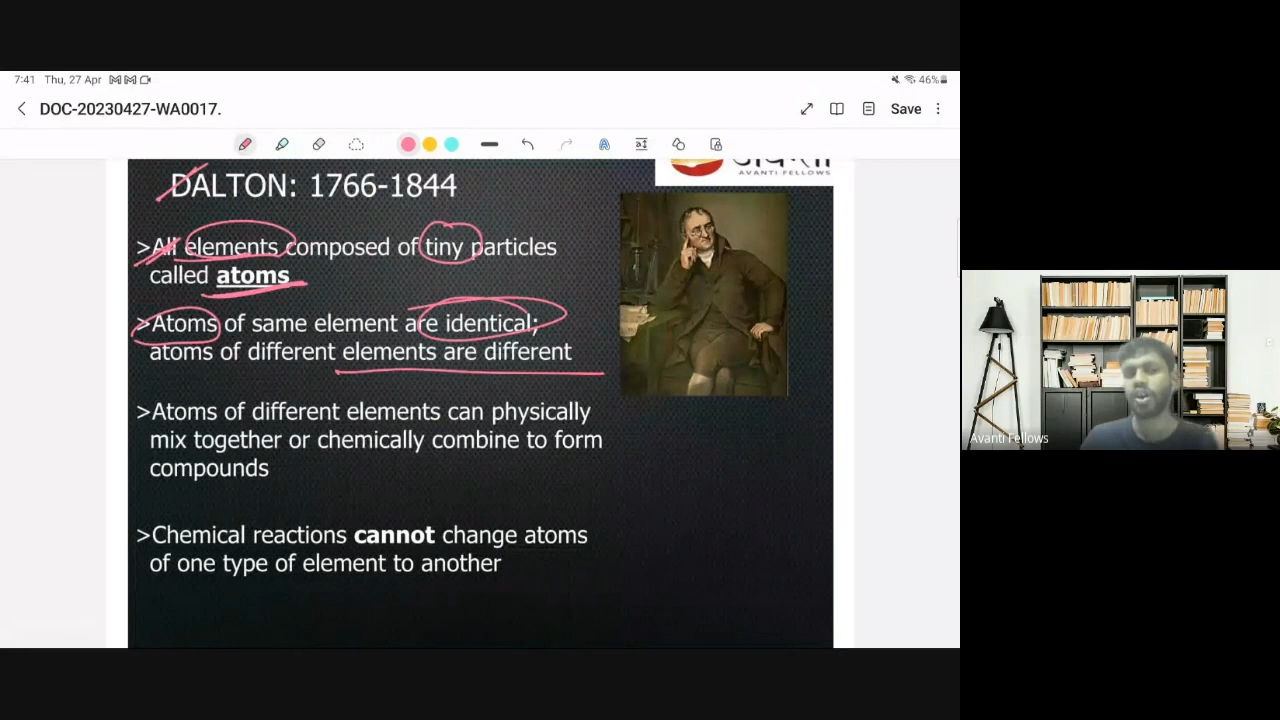 7:41 Thu, 27 Apr
46%
DOC-20230427-WA0017.
Save
AVANTI FELLOWS
DALTON: 1766-1844
>All elements composed of tiny particles
called atoms
>Atoms of same element are identical;
atoms of different elements are different
>Atoms of different elements can physically
mix together or chemically combine to form
compounds
>Chemical reactions cannot change atoms
of one type of element to another
Avanti Fellows